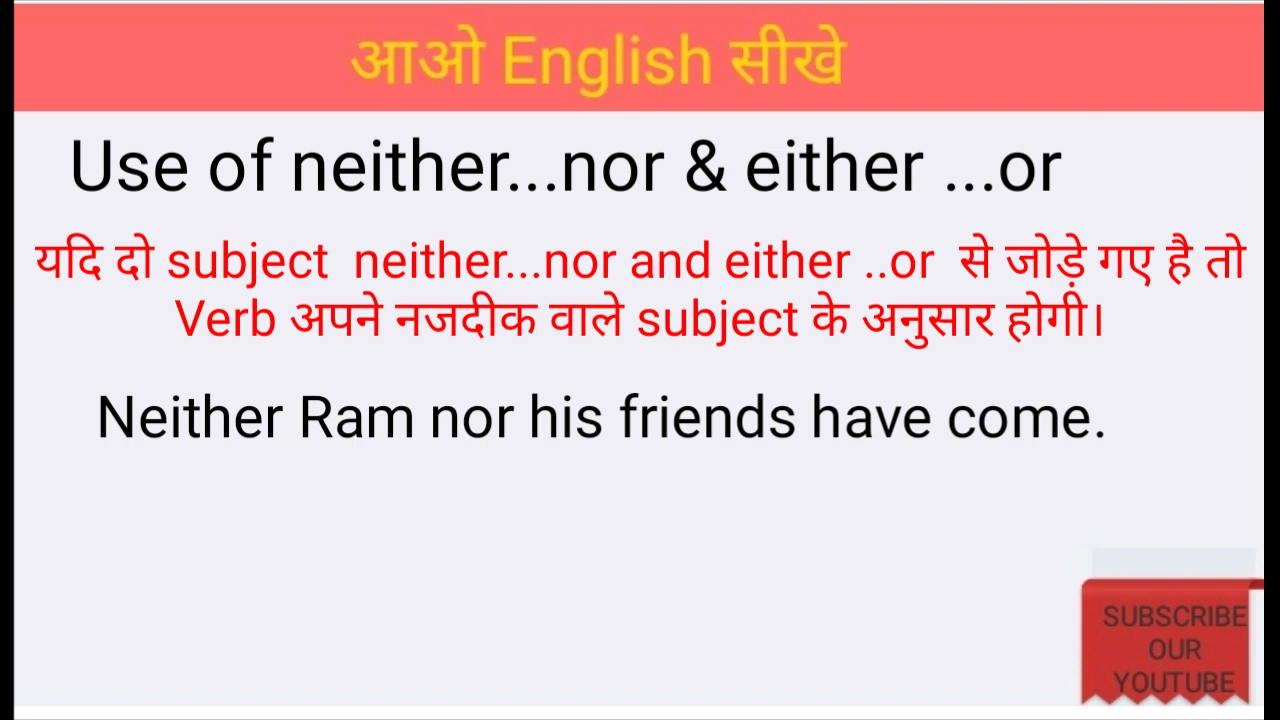 आओ English सीखे
Use of neither...nor & either ...or
यदि दो subject neither...nor and either ..or से जोड़े गए है तो
Verb अपने नजदीक वाले subject के अनुसार होगी।
Neither Ram nor his friends have come.
SUBSCRIBE
OUR
YOUTUBE